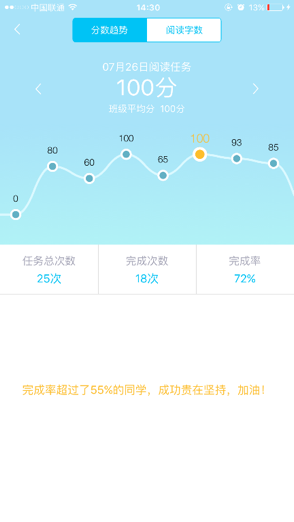 中国联通 14:30 13%
分数趋势 阅读字数
07月26日阅读任务
100分
班级平均分 100分
0 80 60 100 65 100 93 85
任务总次数 完成次数 完成率
25次 18次 72%
完成率超过了55%的同学，成功贵在坚持，加油！